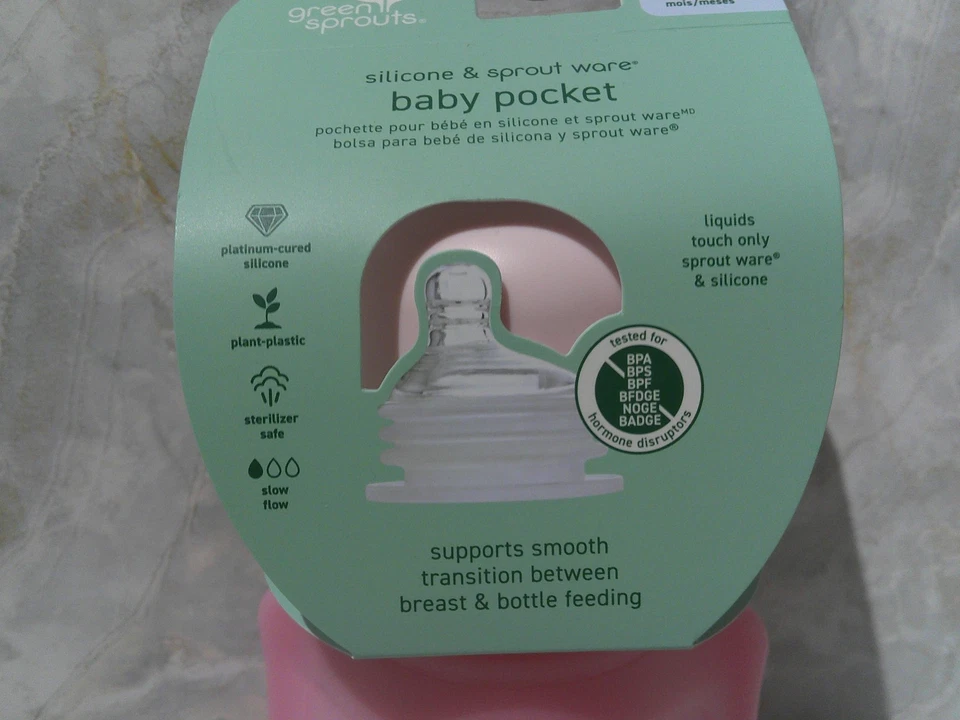 green
sprouts®
mois/meses
silicone & sprout ware®
baby pocket
pochette pour bébé en silicone et sprout wareMD
bolsa para bebé de silicona y sprout ware®
platinum-cured
silicone
plant-plastic
sterilizer
safe
slow
flow
liquids
touch only
sprout ware®
& silicone
tested for
BPA
BPS
BPF
BFDGE
NOGE
BADGE
hormone disruptors
supports smooth
transition between
breast & bottle feeding